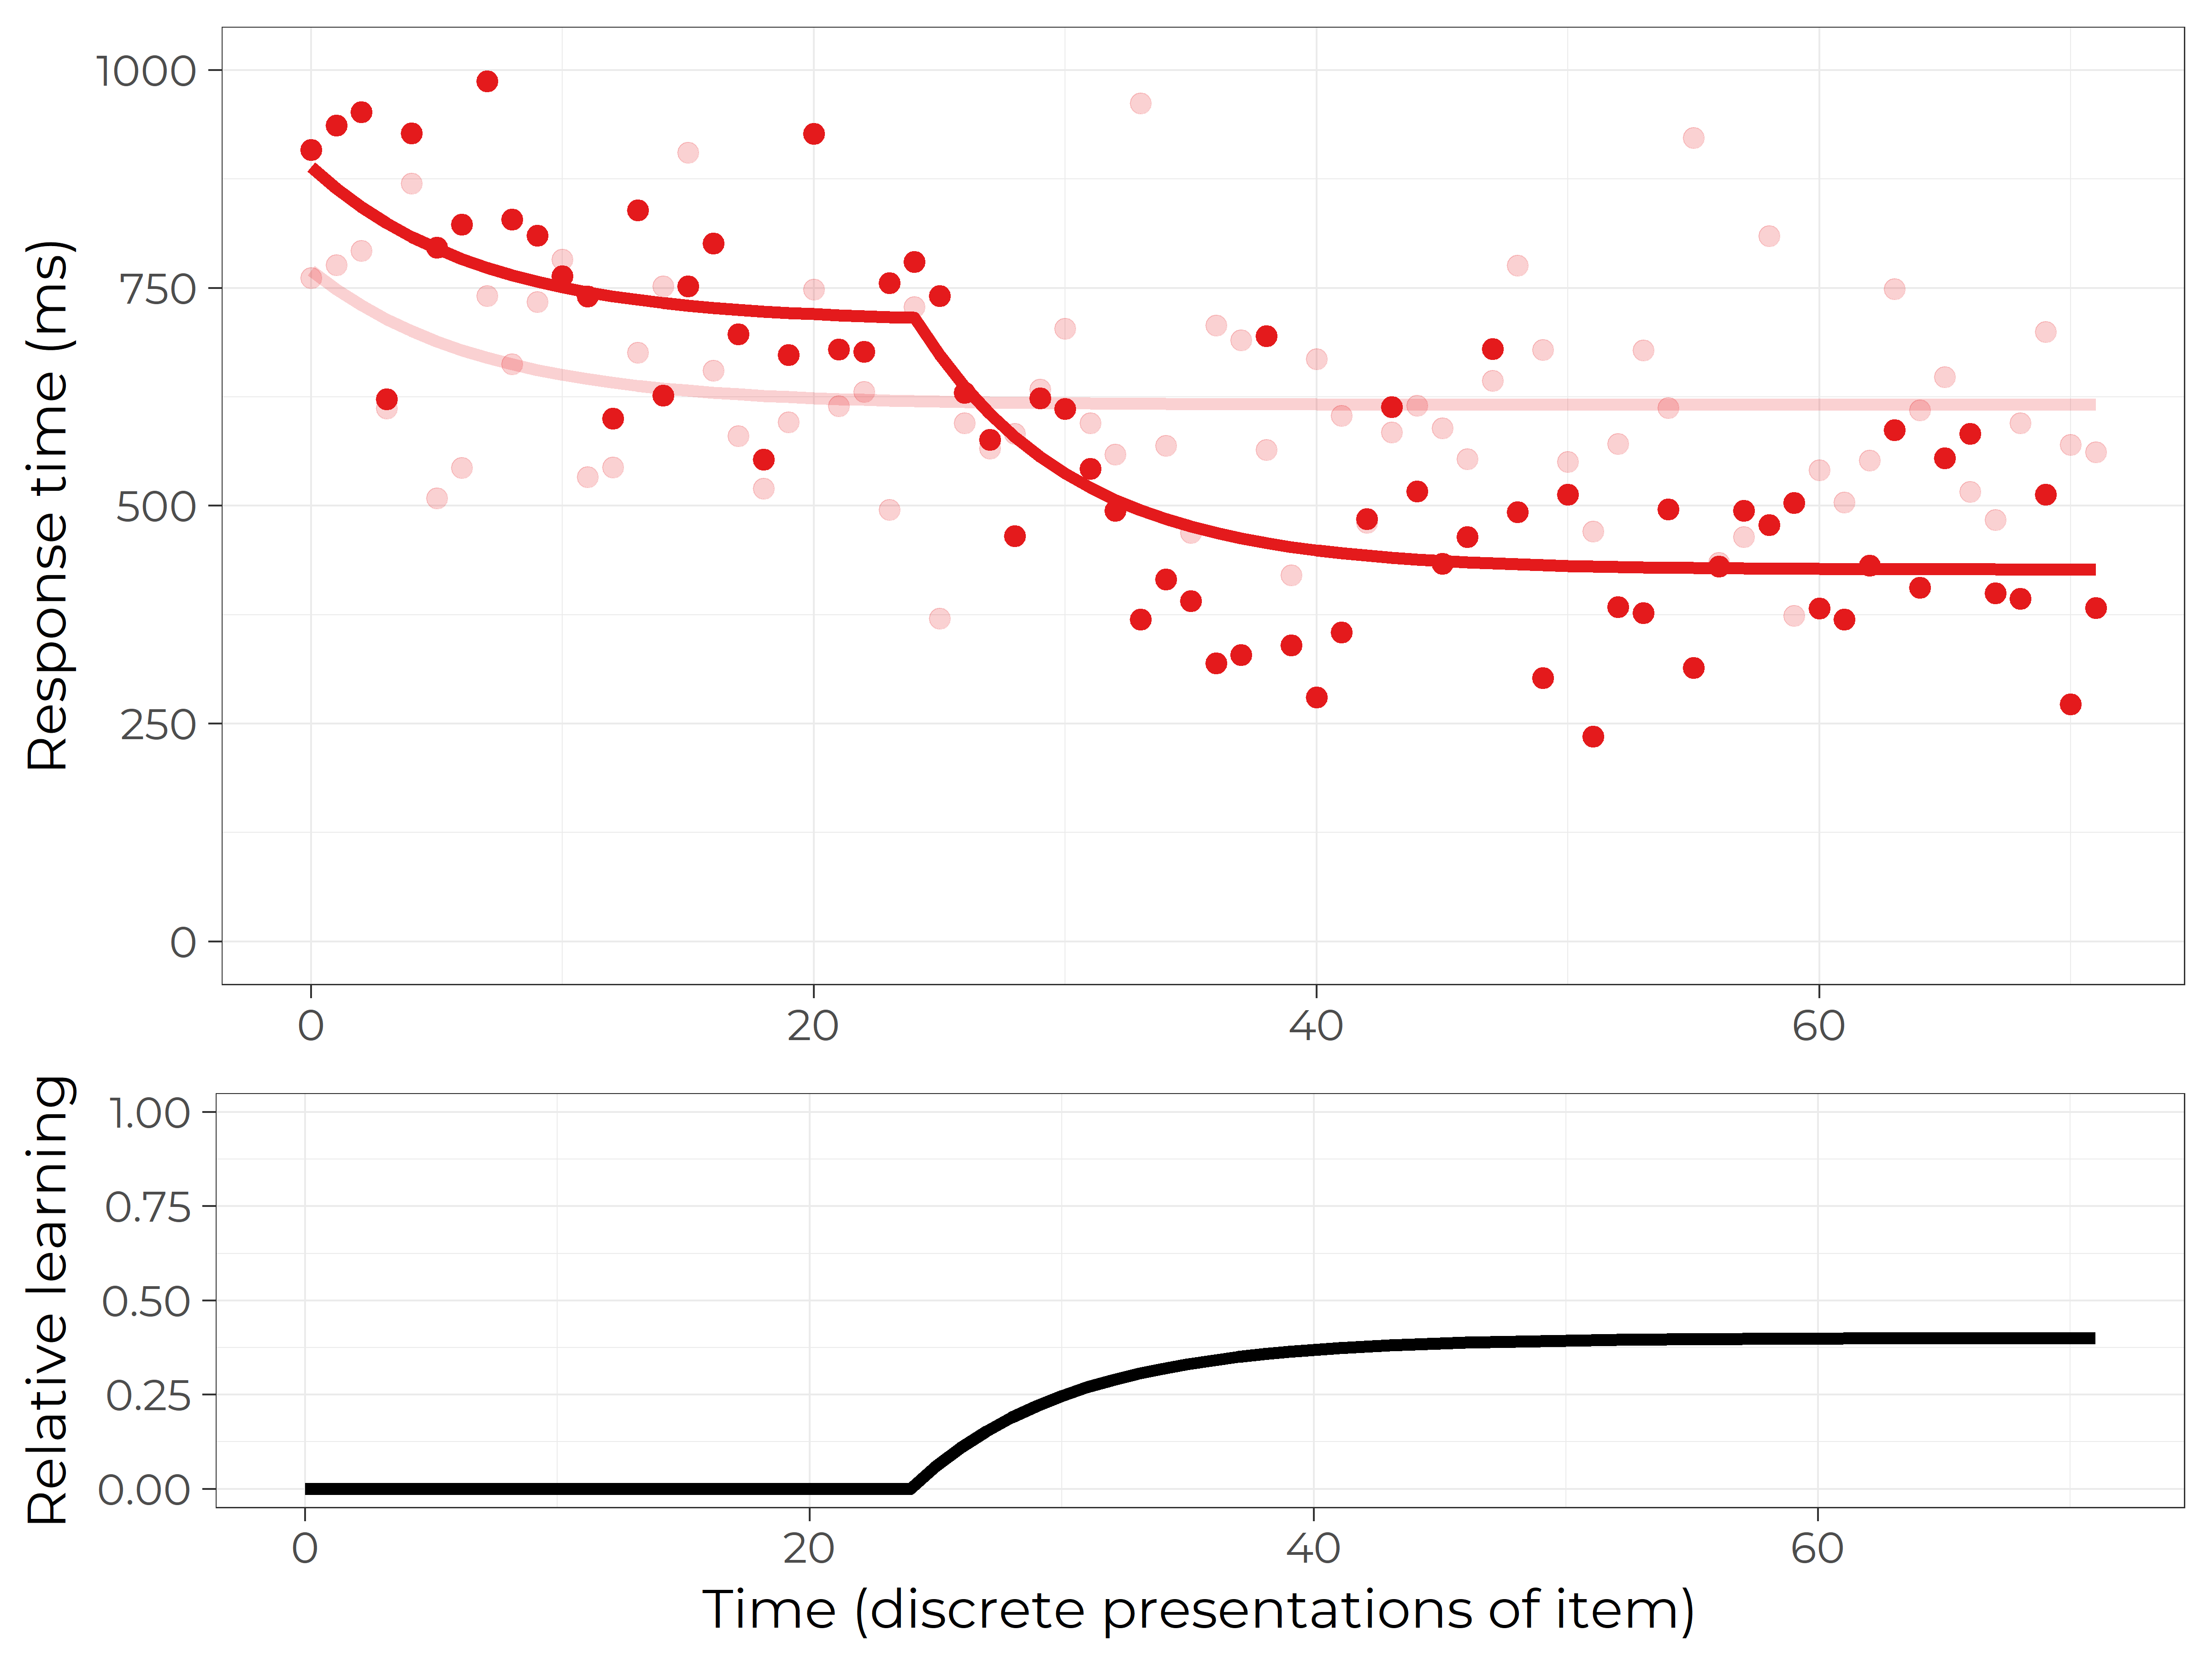 Response time (ms)
1000
750
500
250
0
0 20 40 60
Relative learning
1.00
0.75
0.50
0.25
0.00
0 20 40 60
Time (discrete presentations of item)